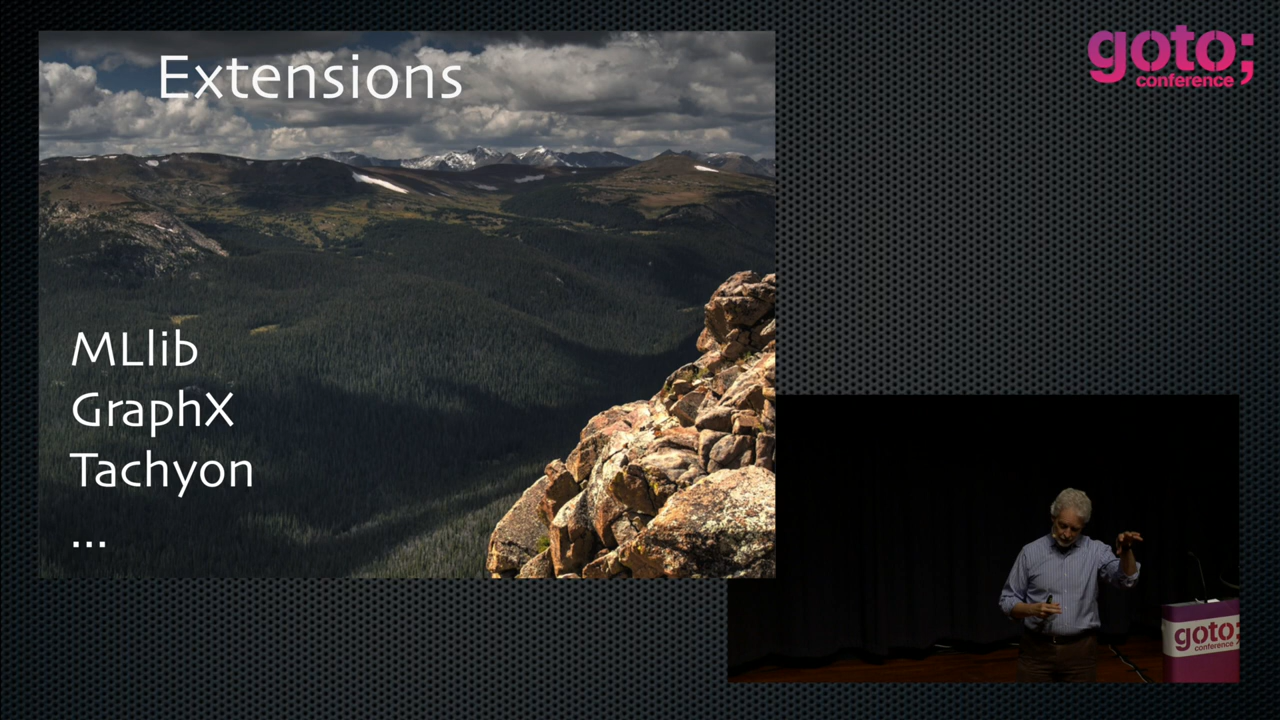 Extensions
MLlib
GraphX
Tachyon
...
goto;
conference
goto;
conference